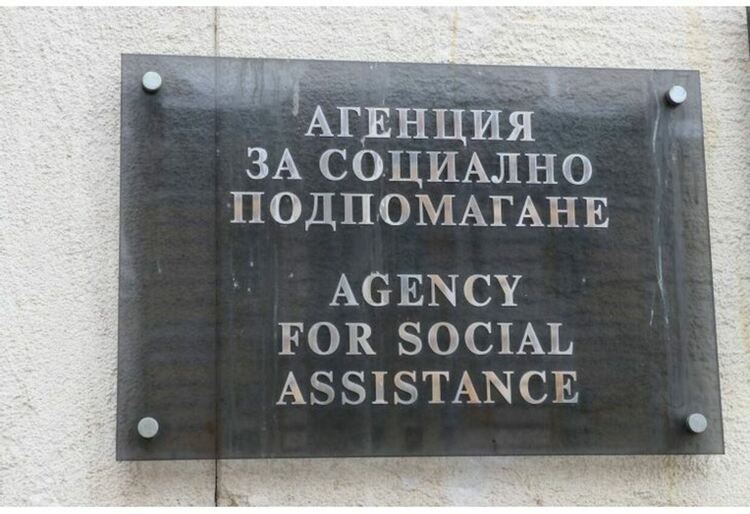 АГЕНЦИЯ
ЗА СОЦИАЛНО
ПОДПОМАГАНЕ
AGENCY
FOR SOCIAL
ASSISTANCE